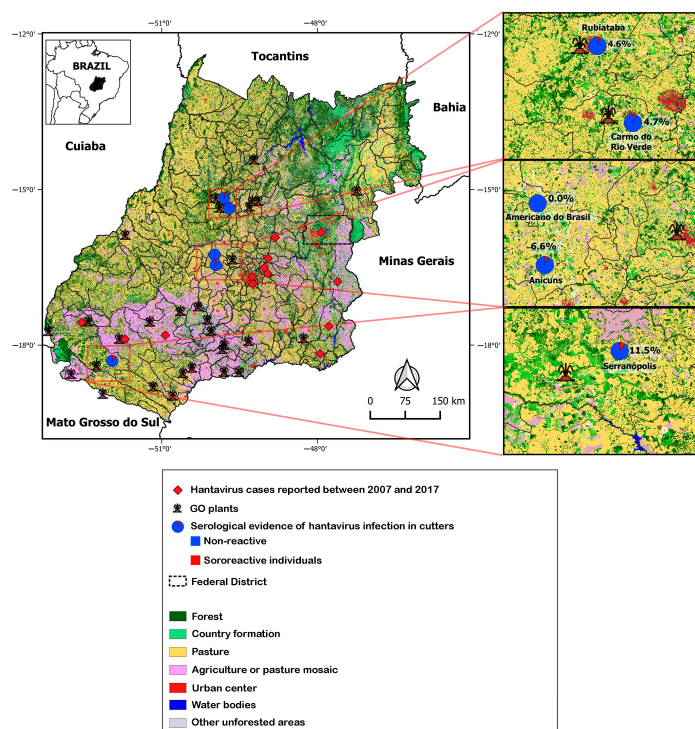 −51°0'
−48°0'
−12°0'
−12°0'
Tocantins
BRAZIL
Bahia
Cuiaba
−15°0'
−15°0'
Minas Gerais
−18°0'
−18°0'
0 75 150 km
Mato Grosso do Sul
−51°0'
−48°0'
Rubiataba
4.6%
4.7%
Carmo do
Rio Verde
0.0%
Americano do Brasil
6.6%
Anicuns
11.5%
Serranópolis
Hantavirus cases reported between 2007 and 2017
GO plants
Serological evidence of hantavirus infection in cutters
Non-reactive
Sororeactive individuals
Federal District
Forest
Country formation
Pasture
Agriculture or pasture mosaic
Urban center
Water bodies
Other unforested areas